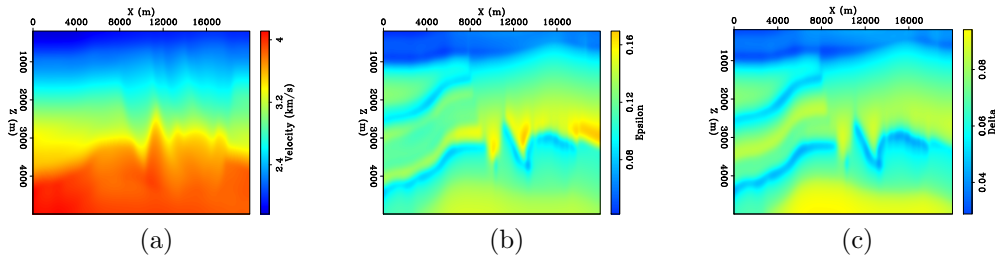 X (m)
0 4000 8000 12000 16000
1000 2000 3000 4000
Z (m)
4 3.2 2.4
Velocity (km/s)
(a)
X (m)
0 4000 8000 12000 16000
1000 2000 3000 4000
Z (m)
0.16 0.12 0.08
Epsilon
(b)
X (m)
0 4000 8000 12000 16000
1000 2000 3000 4000
Z (m)
0.08 0.06 0.04
Delta
(c)